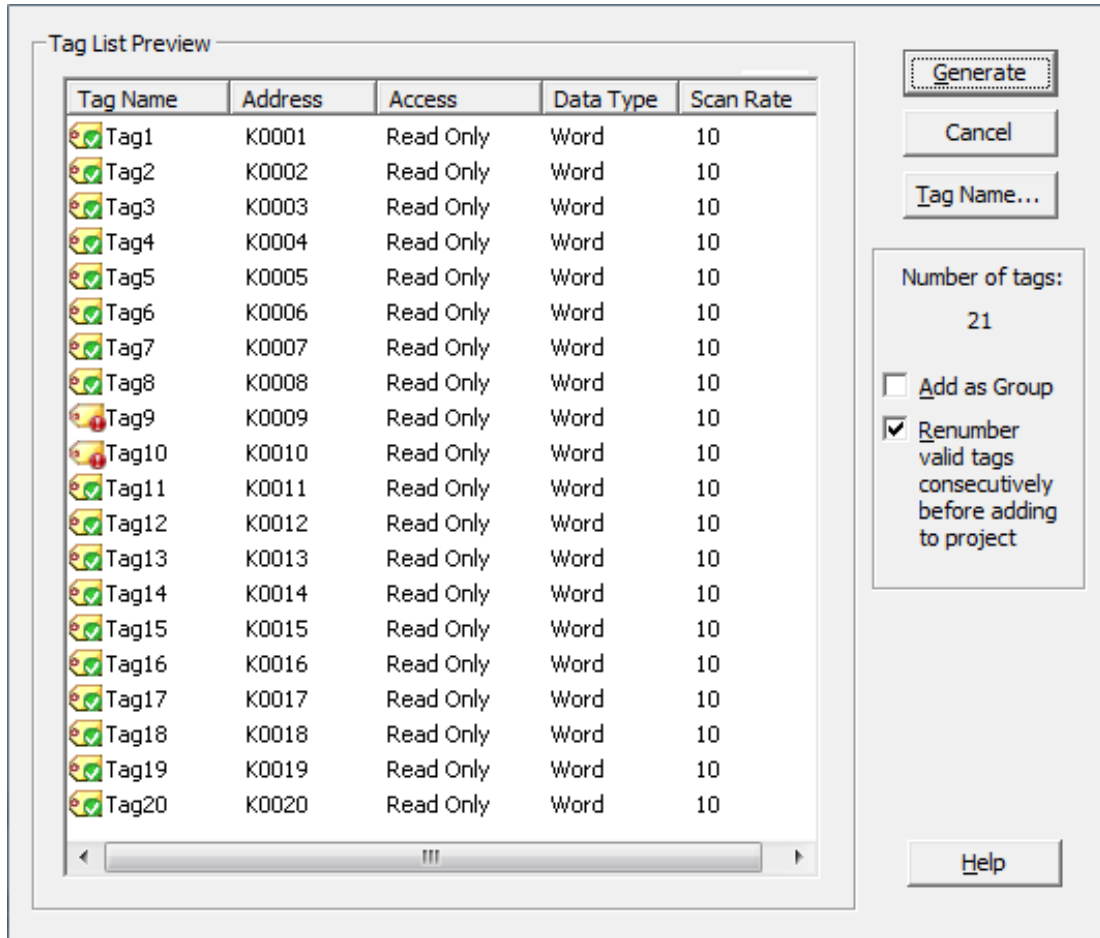 Tag List Preview
Tag Name Address Access Data Type Scan Rate
Tag1 K0001 Read Only Word 10
Tag2 K0002 Read Only Word 10
Tag3 K0003 Read Only Word 10
Tag4 K0004 Read Only Word 10
Tag5 K0005 Read Only Word 10
Tag6 K0006 Read Only Word 10
Tag7 K0007 Read Only Word 10
Tag8 K0008 Read Only Word 10
Tag9 K0009 Read Only Word 10
Tag10 K0010 Read Only Word 10
Tag11 K0011 Read Only Word 10
Tag12 K0012 Read Only Word 10
Tag13 K0013 Read Only Word 10
Tag14 K0014 Read Only Word 10
Tag15 K0015 Read Only Word 10
Tag16 K0016 Read Only Word 10
Tag17 K0017 Read Only Word 10
Tag18 K0018 Read Only Word 10
Tag19 K0019 Read Only Word 10
Tag20 K0020 Read Only Word 10
Generate
Cancel
Tag Name...
Number of tags:
21
Add as Group
Renumber
valid tags
consecutively
before adding
to project
Help